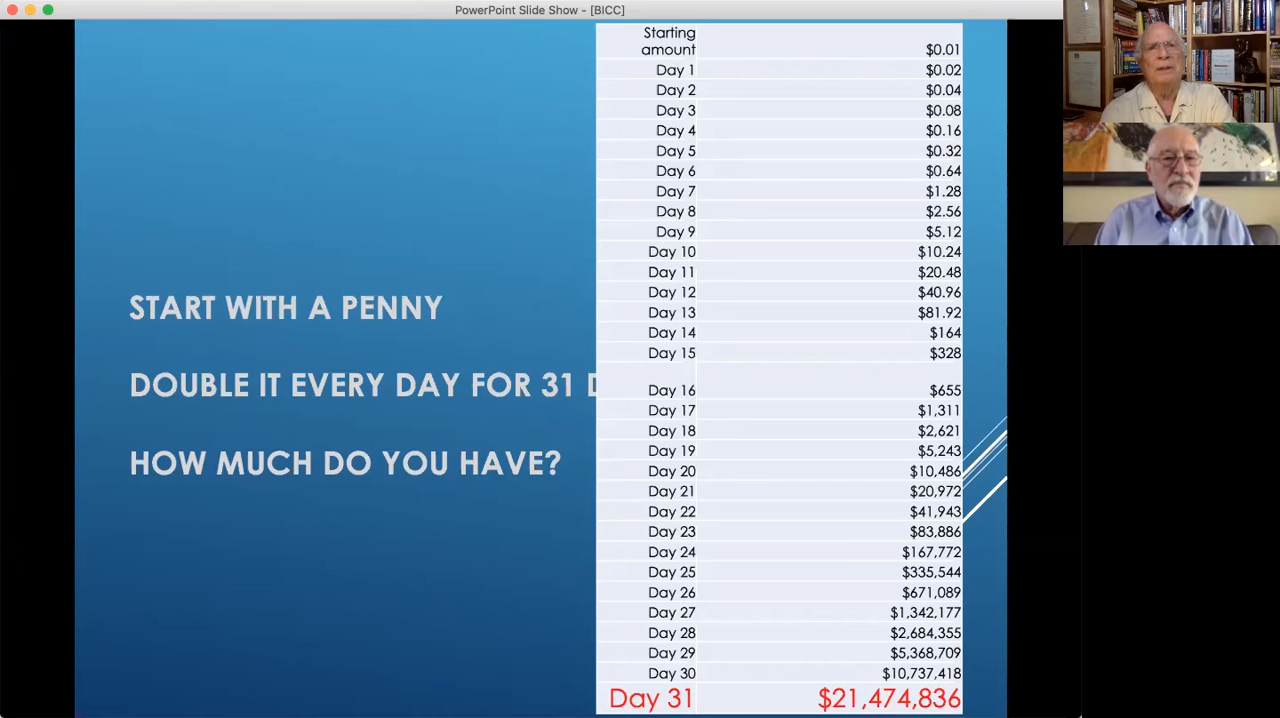 PowerPoint Slide Show - [BICC]
START WITH A PENNY
DOUBLE IT EVERY DAY FOR 31 D
HOW MUCH DO YOU HAVE?
Starting
amount $0.01
Day 1 $0.02
Day 2 $0.04
Day 3 $0.08
Day 4 $0.16
Day 5 $0.32
Day 6 $0.64
Day 7 $1.28
Day 8 $2.56
Day 9 $5.12
Day 10 $10.24
Day 11 $20.48
Day 12 $40.96
Day 13 $81.92
Day 14 $164
Day 15 $328
Day 16 $655
Day 17 $1,311
Day 18 $2,621
Day 19 $5,243
Day 20 $10,486
Day 21 $20,972
Day 22 $41,943
Day 23 $83,886
Day 24 $167,772
Day 25 $335,544
Day 26 $671,089
Day 27 $1,342,177
Day 28 $2,684,355
Day 29 $5,368,709
Day 30 $10,737,418
Day 31 $21,474,836